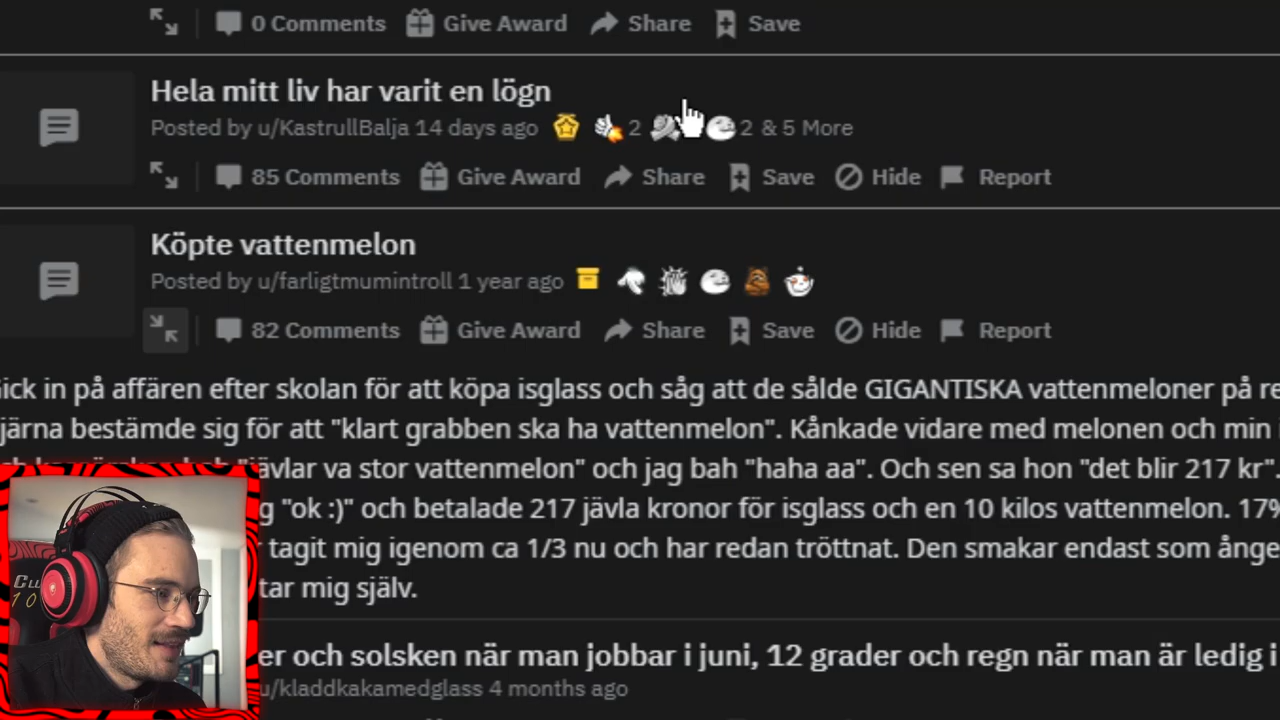 0 Comments Give Award Share Save
Hela mitt liv har varit en lögn
Posted by u/KastrullBalja 14 days ago 2 2 & 5 More
85 Comments Give Award Share Save Hide Report
Köpte vattenmelon
Posted by u/farligtmumintroll 1 year ago
82 Comments Give Award Share Save Hide Report
ick in på affären efter skolan för att köpa isglass och såg att de sålde GIGANTISKA vattenmeloner på re
järna bestämde sig för att "klart grabben ska ha vattenmelon". Kånkade vidare med melonen och min
"jävlar va stor vattenmelon" och jag bah "haha aa". Och sen sa hon "det blir 217 kr".
g "ok :)" och betalade 217 jävla kronor för isglass och en 10 kilos vattenmelon. 17%
tagit mig igenom ca 1/3 nu och har redan tröttnat. Den smakar endast som ånge
tar mig själv.
er och solsken när man jobbar i juni, 12 grader och regn när man är ledig i
u/kladdkakamedglass 4 months ago